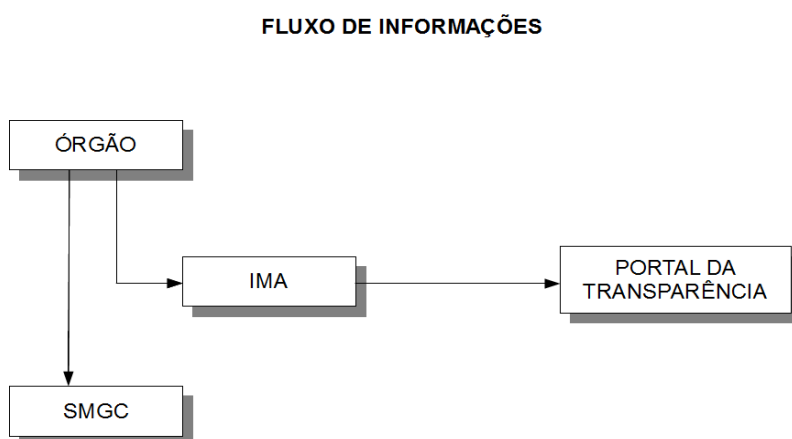 FLUXO DE INFORMAÇÕES
ÓRGÃO
IMA
PORTAL DA
TRANSPARÊNCIA
SMGC